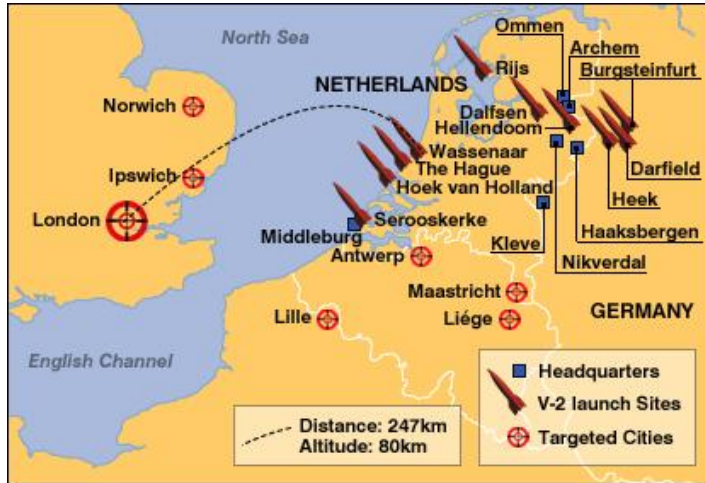 Ommen
North Sea
Archem
Rijs
Burgsteinfurt
NETHERLANDS
Norwich
Dalfsen
Hellendoom
Wassenaar
Ipswich
The Hague
Darfield
Hoek van Holland
Heek
London
Serooskerke
Middleburg
Haaksbergen
Kleve
Antwerp
Nikverdal
Maastricht
GERMANY
Lille
Liége
English Channel
Headquarters
V-2 launch Sites
Targeted Cities
Distance: 247km
Altitude: 80km